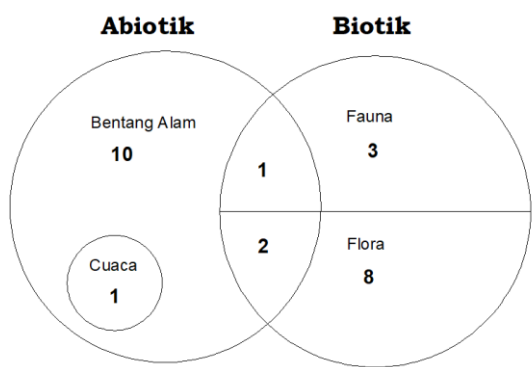 Abiotik
Biotik
Bentang Alam
10
1
Fauna
3
Cuaca
1
2
Flora
8